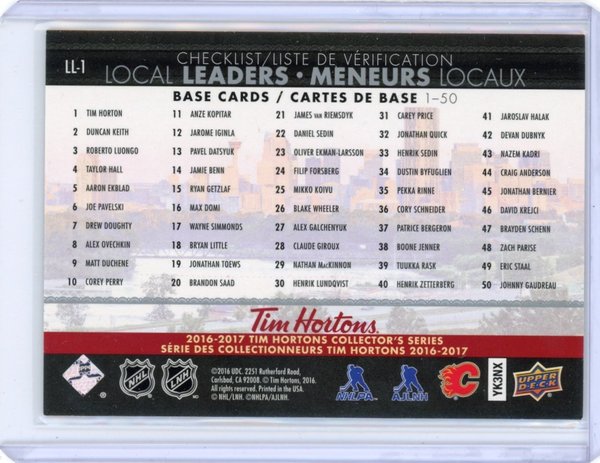 LL-1
CHECKLIST/LISTE DE VÉRIFICATION
LOCAL LEADERS • MENEURS LOCAUX
BASE CARDS / CARTES DE BASE 1–50
1 TIM HORTON
2 DUNCAN KEITH
3 ROBERTO LUONGO
4 TAYLOR HALL
5 AARON EKBLAD
6 JOE PAVELSKI
7 DREW DOUGHTY
8 ALEX OVECHKIN
9 MATT DUCHENE
10 COREY PERRY
11 ANZE KOPITAR
12 JAROME IGINLA
13 PAVEL DATSYUK
14 JAMIE BENN
15 RYAN GETZLAF
16 MAX DOMI
17 WAYNE SIMMONDS
18 BRYAN LITTLE
19 JONATHAN TOEWS
20 BRANDON SAAD
21 JAMES van RIEMSDYK
22 DANIEL SEDIN
23 OLIVER EKMAN-LARSSON
24 FILIP FORSBERG
25 MIKKO KOIVU
26 BLAKE WHEELER
27 ALEX GALCHENYUK
28 CLAUDE GIROUX
29 NATHAN MacKINNON
30 HENRIK LUNDQVIST
31 CAREY PRICE
32 JONATHAN QUICK
33 HENRIK SEDIN
34 DUSTIN BYFUGLIEN
35 PEKKA RINNE
36 CORY SCHNEIDER
37 PATRICE BERGERON
38 BOONE JENNER
39 TUUKKA RASK
40 HENRIK ZETTERBERG
41 JAROSLAV HALAK
42 DEVAN DUBNYK
43 NAZEM KADRI
44 CRAIG ANDERSON
45 JONATHAN BERNIER
46 DAVID KREJCI
47 BRAYDEN SCHENN
48 ZACH PARISE
49 ERIC STAAL
50 JOHNNY GAUDREAU
Tim Hortons
2016-2017 TIM HORTONS COLLECTOR'S SERIES
SÉRIE DES COLLECTIONNEURS TIM HORTONS 2016-2017
©2016 UDC. 2251 Rutherford Road,
Carlsbad, CA 92008. © Tim Hortons, 2016.
All rights reserved. Printed in the USA.
© NHL/LNH. ©NHLPA/AJLNH.
NHL
LNH
NHLPA
AJLNH
YK3NX
UPPER DECK